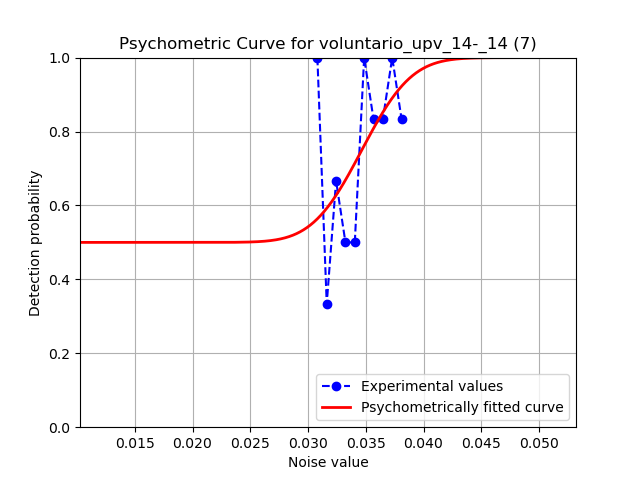 Psychometric Curve for voluntario_upv_14-_14 (7)
Detection probability
1.0
0.8
0.6
0.4
0.2
0.0
0.015 0.020 0.025 0.030 0.035 0.040 0.045 0.050
Noise value
Experimental values
Psychometrically fitted curve